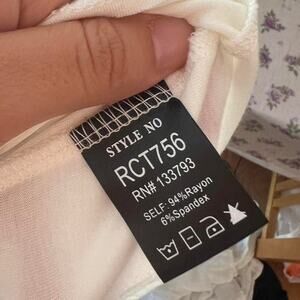 STYLE NO
RCT756
RN# 133793
SELF: 94%Rayon
6%Spandex